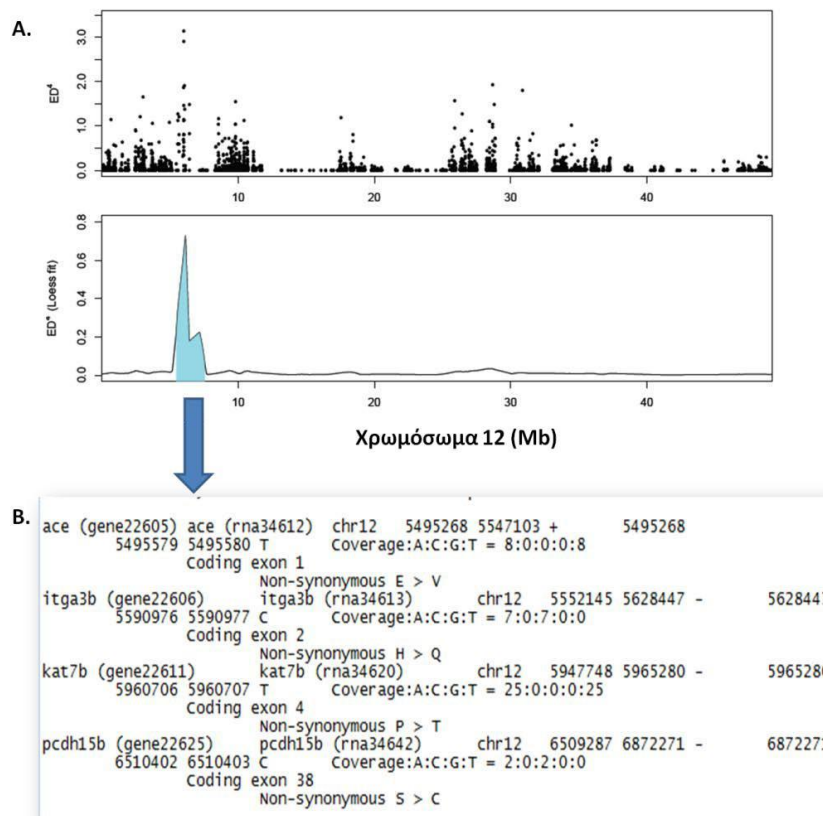 A.
ED⁴
3.0
2.0
1.0
0.0
10 20 30 40
ED⁴ (Loess fit)
0.8
0.6
0.4
0.2
0.0
10 20 30 40
Χρωμόσωμα 12 (Mb)
B.
ace (gene22605) ace (rna34612) chr12 5495268 5547103 + 5495268
5495579 5495580 T Coverage:A:C:G:T = 8:0:0:0:8
Coding exon 1
Non-synonymous E > V
itga3b (gene22606) itga3b (rna34613) chr12 5552145 5628447 - 5628447
5590976 5590977 C Coverage:A:C:G:T = 7:0:7:0:0
Coding exon 2
Non-synonymous H > Q
kat7b (gene22611) kat7b (rna34620) chr12 5947748 5965280 - 5965280
5960706 5960707 T Coverage:A:C:G:T = 25:0:0:0:25
Coding exon 4
Non-synonymous P > T
pcdh15b (gene22625) pcdh15b (rna34642) chr12 6509287 6872271 - 6872271
6510402 6510403 C Coverage:A:C:G:T = 2:0:2:0:0
Coding exon 38
Non-synonymous S > C